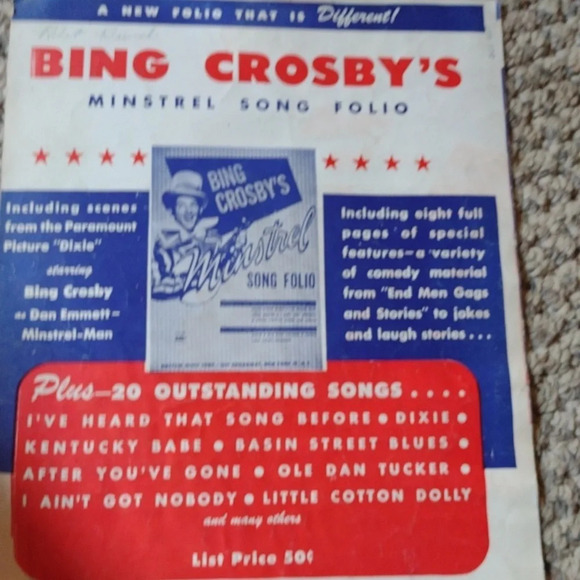 A NEW FOLIO THAT IS Different!
BING CROSBY'S
MINSTREL SONG FOLIO
Including scenes
from the Paramount
Picture "Dixie"
starring
Bing Crosby
as Dan Emmett-
Minstrel-Man
BING
CROSBY'S
Minstrel
SONG FOLIO
Including eight full
pages of special
features—a variety
of comedy material
from "End Men Gags
and Stories" to jokes
and laugh stories...
Plus—20 OUTSTANDING SONGS....
I'VE HEARD THAT SONG BEFORE • DIXIE •
KENTUCKY BABE • BASIN STREET BLUES •
AFTER YOU'VE GONE • OLE DAN TUCKER •
I AIN'T GOT NOBODY • LITTLE COTTON DOLLY
and many others
List Price 50¢